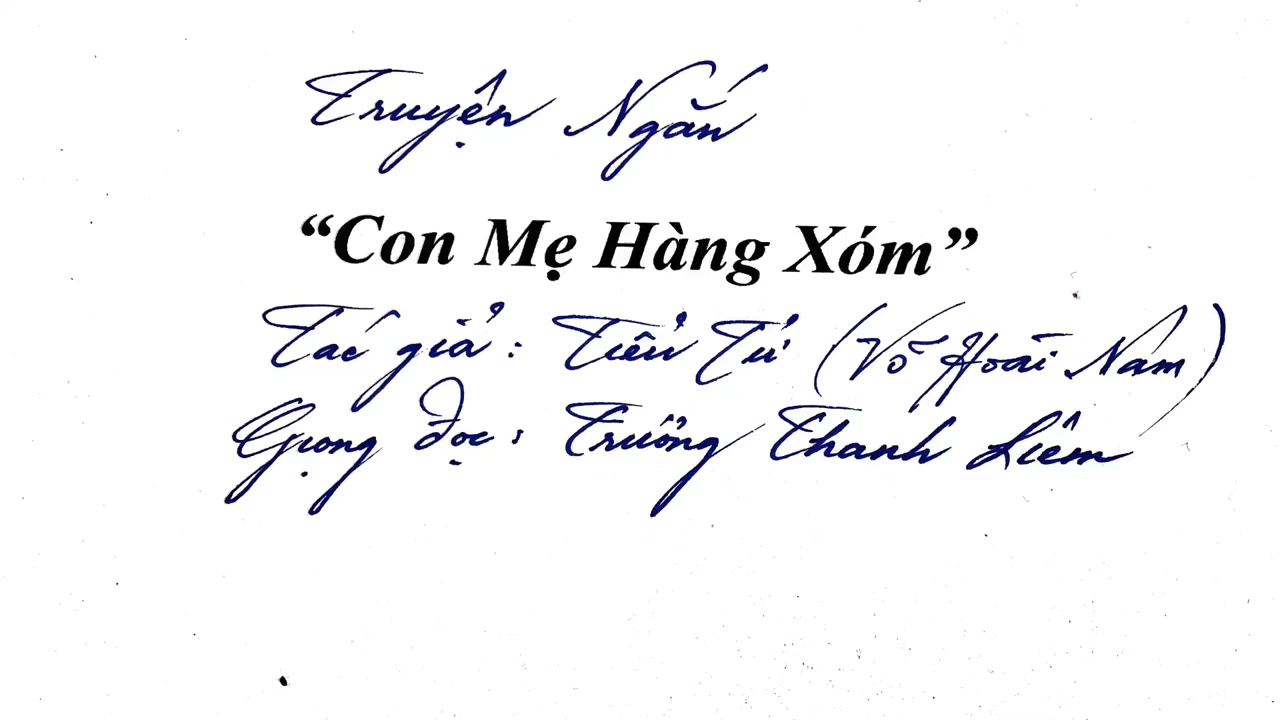 Truyện Ngắn
“Con Mẹ Hàng Xóm”
Tác giả : Tiểu Tử (Võ Hoài Nam)
Giọng đọc : Trương Thanh Liêm